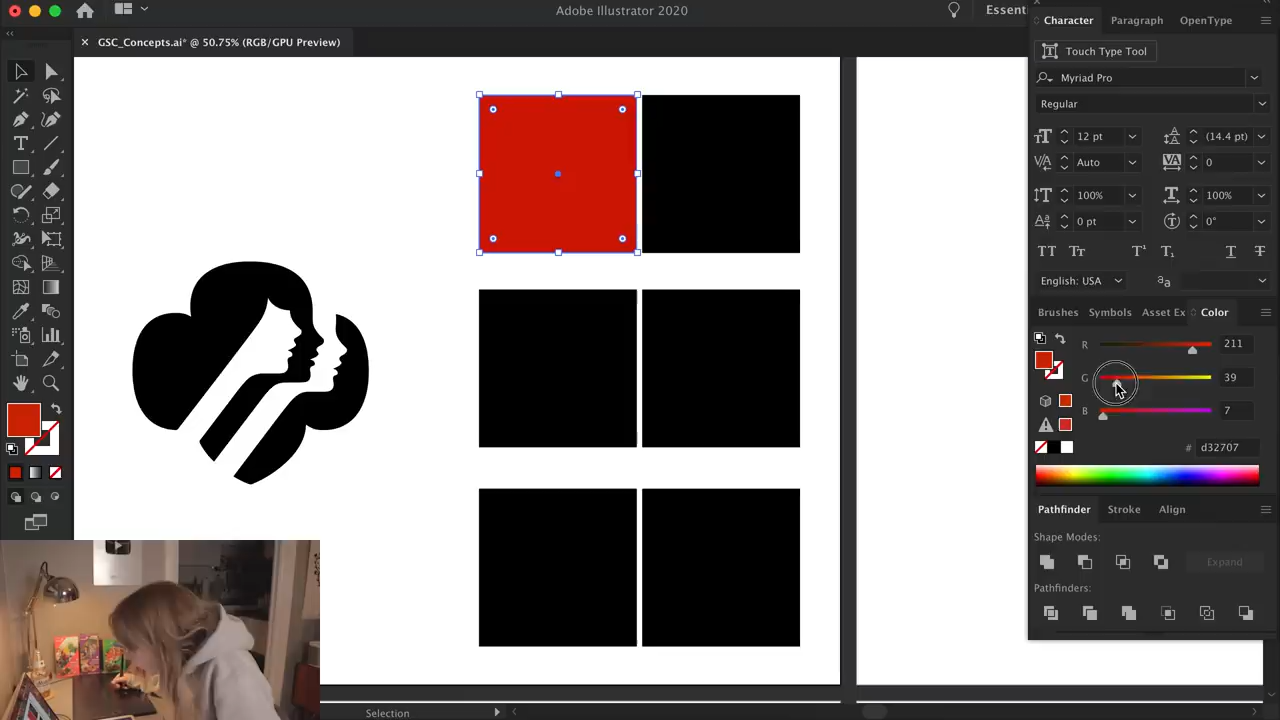 Adobe Illustrator 2020
Essenti
GSC_Concepts.ai* @ 50.75% (RGB/GPU Preview)
Character
Paragraph
OpenType
Touch Type Tool
Myriad Pro
Regular
12 pt
(14.4 pt)
Auto
0
100%
100%
0 pt
0°
English: USA
Brushes
Symbols
Asset Ex
Color
R
211
G
39
B
7
# d32707
Pathfinder
Stroke
Align
Shape Modes:
Expand
Pathfinders:
Selection